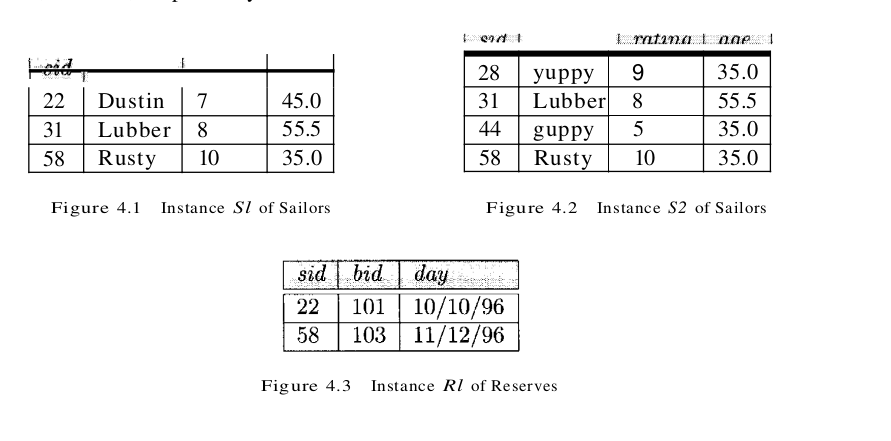 sid rating age
sid
28 yuppy 9 35.0
22 Dustin 7 45.0
31 Lubber 8 55.5
31 Lubber 8 55.5
44 guppy 5 35.0
58 Rusty 10 35.0
58 Rusty 10 35.0
Figure 4.1 Instance Sl of Sailors
Figure 4.2 Instance S2 of Sailors
sid bid day
22 101 10/10/96
58 103 11/12/96
Figure 4.3 Instance Rl of Reserves